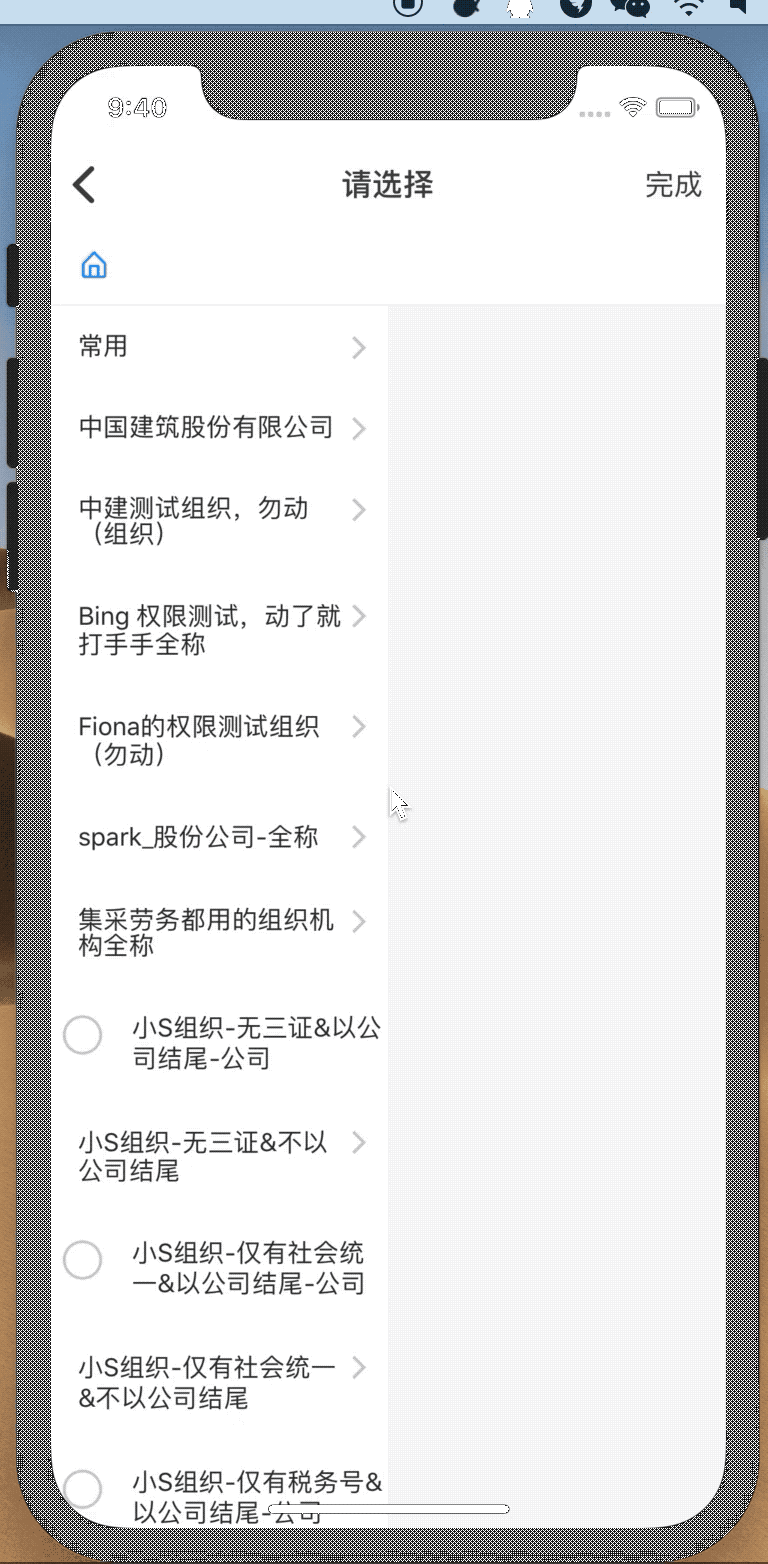 9:40
请选择
完成
常用
中国建筑股份有限公司
中建测试组织，勿动
（组织）
Bing 权限测试，动了就
打手手全称
Fiona的权限测试组织
（勿动）
spark_股份公司-全称
集采劳务都用的组织机
构全称
小S组织-无三证&以公
司结尾-公司
小S组织-无三证&不以
公司结尾
小S组织-仅有社会统
一&以公司结尾-公司
小S组织-仅有社会统一
&不以公司结尾
小S组织-仅有税务号&
以公司结尾-公司